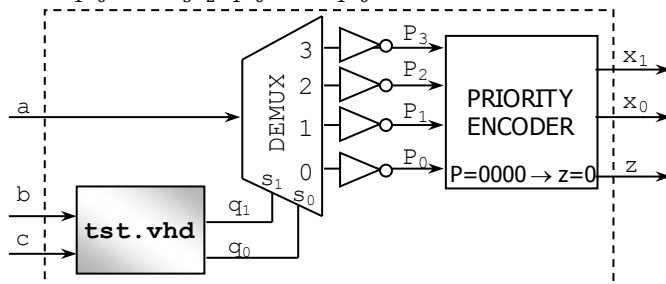 3
P3
x1
2
P2
PRIORITY
ENCODER
a
DEMUX
1
P1
x0
0
P0
P=0000 → z=0
z
s1
s0
b
tst.vhd
q1
c
q0